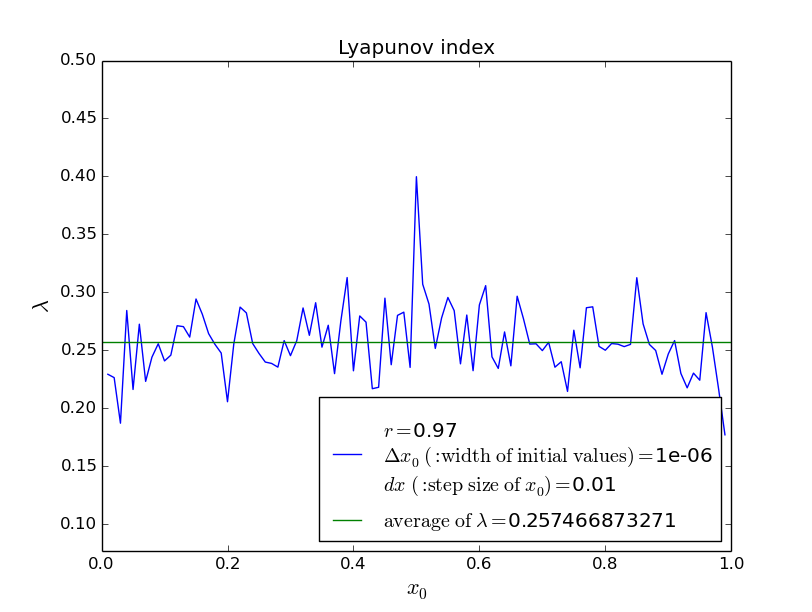 Lyapunov index
0.50
0.45
0.40
0.35
0.30
0.25
0.20
0.15
0.10
λ
r=0.97
Δx₀ (:width of initial values)=1e-06
dx (:step size of x₀)=0.01
average of λ=0.257466873271
0.0 0.2 0.4 0.6 0.8 1.0
x₀